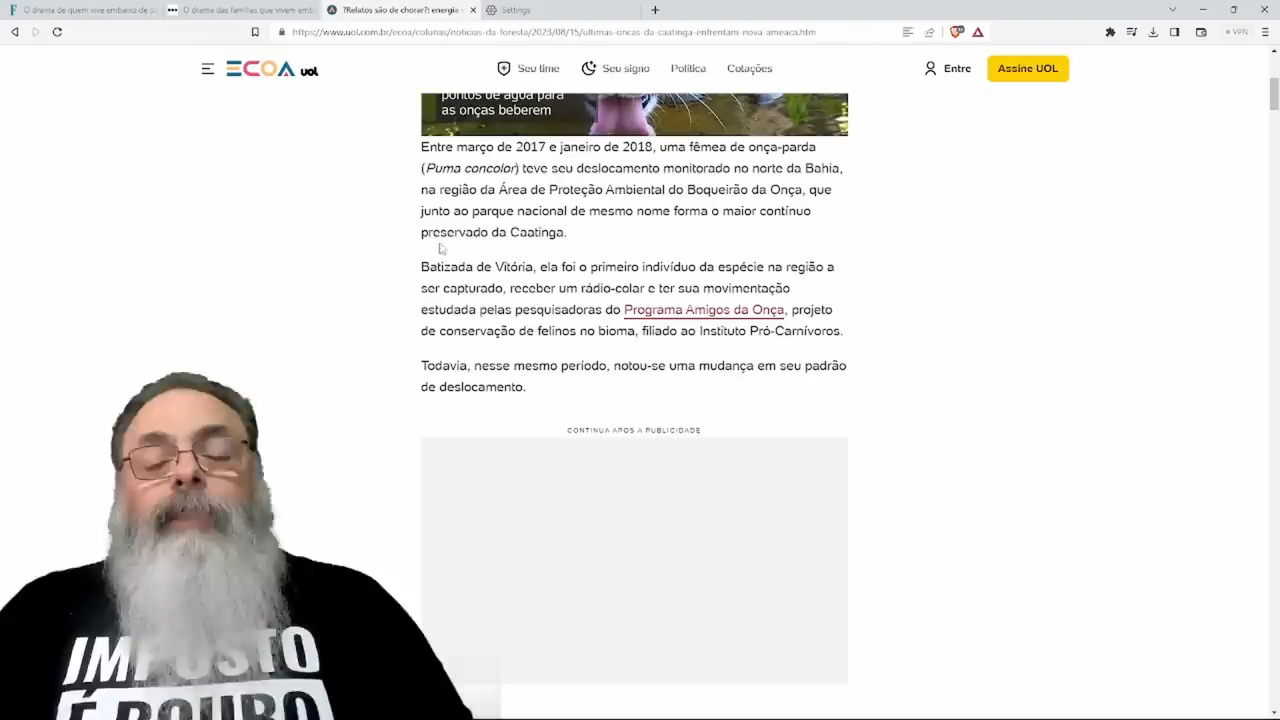 O drama de quem vive embaixo de
O drama das famílias que vivem emb
?Relatos são de chorar?: energia
Settings
https://www.uol.com.br/ecoa/colunas/noticias-da-floresta/2023/08/15/ultimas-oncas-da-caatinga-enfrentam-nova-ameaca.htm
VPN
ECOA uol
Seu time
Seu signo
Política
Cotações
Entre
Assine UOL
pontos de água para
as onças beberem
Entre março de 2017 e janeiro de 2018, uma fêmea de onça-parda
(Puma concolor) teve seu deslocamento monitorado no norte da Bahia,
na região da Área de Proteção Ambiental do Boqueirão da Onça, que
junto ao parque nacional de mesmo nome forma o maior contínuo
preservado da Caatinga.
Batizada de Vitória, ela foi o primeiro indivíduo da espécie na região a
ser capturado, receber um rádio-colar e ter sua movimentação
estudada pelas pesquisadoras do Programa Amigos da Onça, projeto
de conservação de felinos no bioma, filiado ao Instituto Pró-Carnívoros.
Todavia, nesse mesmo período, notou-se uma mudança em seu padrão
de deslocamento.
CONTINUA APÓS A PUBLICIDADE
IMPOSTO
É ROUBO